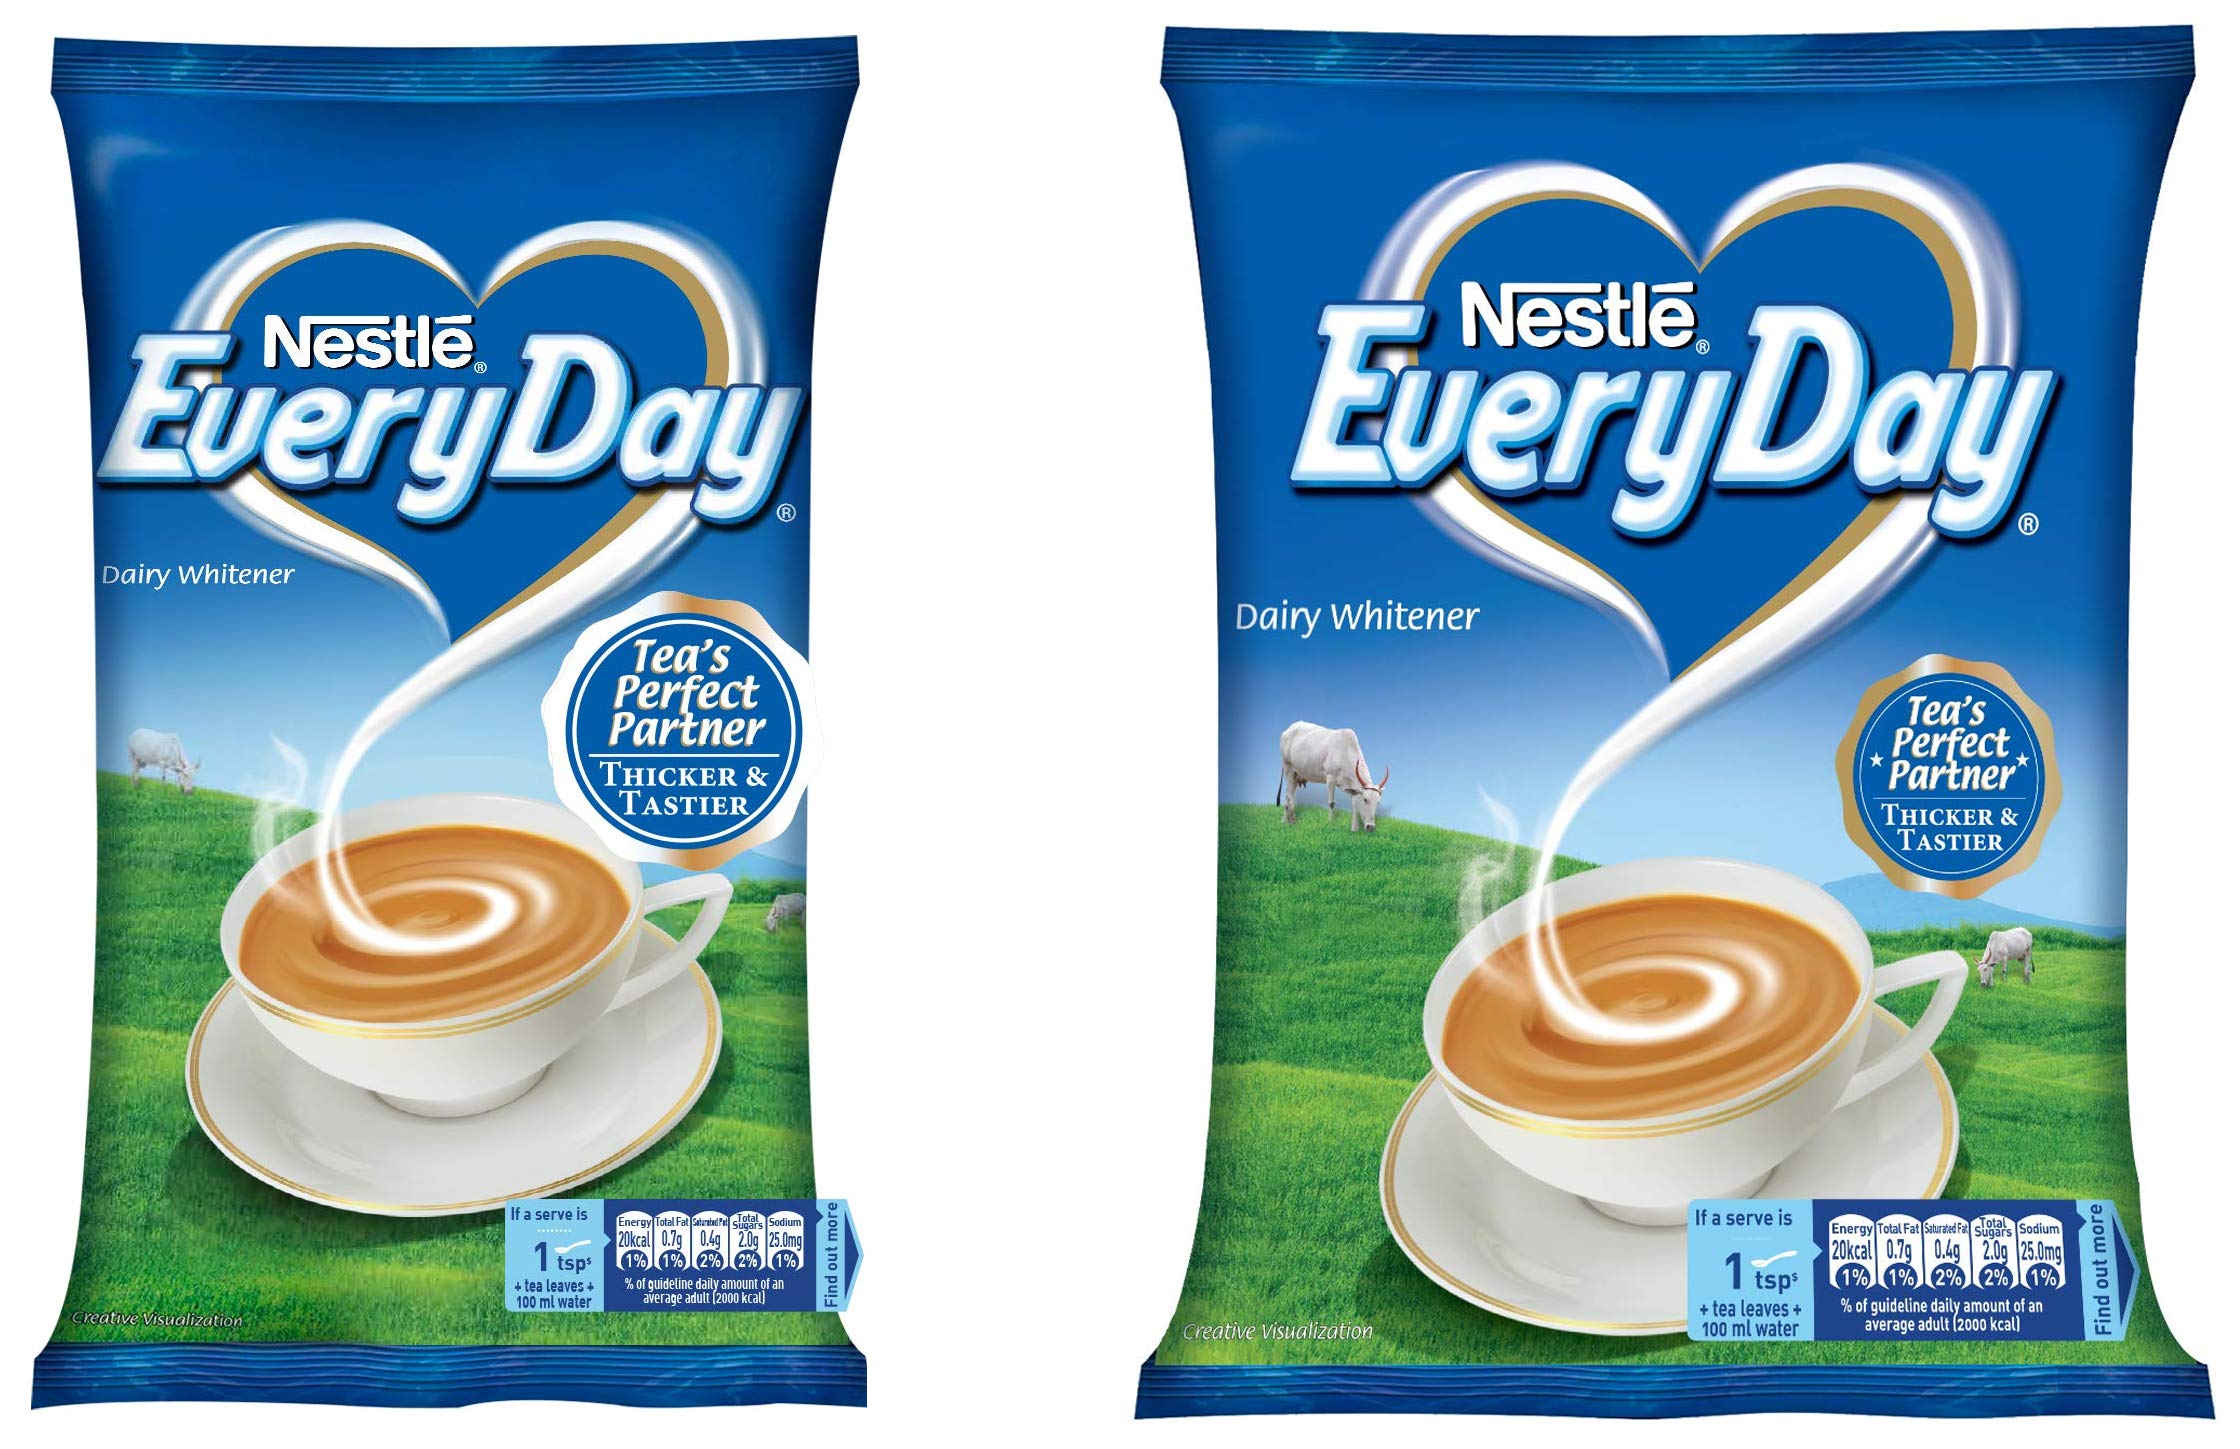 Nestlé®
EveryDay®
Dairy Whitener
Tea's
Perfect
Partner
THICKER &
TASTIER
If a serve is
1 tsps
+ tea leaves +
100 ml water
Energy Total Fat Saturated Fat Total Sugars Sodium
20kcal 0.7g 0.4g 2.0g 25.0mg
1% 1% 2% 2% 1%
% of guideline daily amount of an
average adult (2000 kcal)
Find out more
Creative Visualization
Nestlé®
EveryDay®
Dairy Whitener
Tea's
Perfect
Partner
THICKER &
TASTIER
If a serve is
1 tsps
+ tea leaves +
100 ml water
Energy Total Fat Saturated Fat Total Sugars Sodium
20kcal 0.7g 0.4g 2.0g 25.0mg
1% 1% 2% 2% 1%
% of guideline daily amount of an
average adult (2000 kcal)
Find out more
Creative Visualization